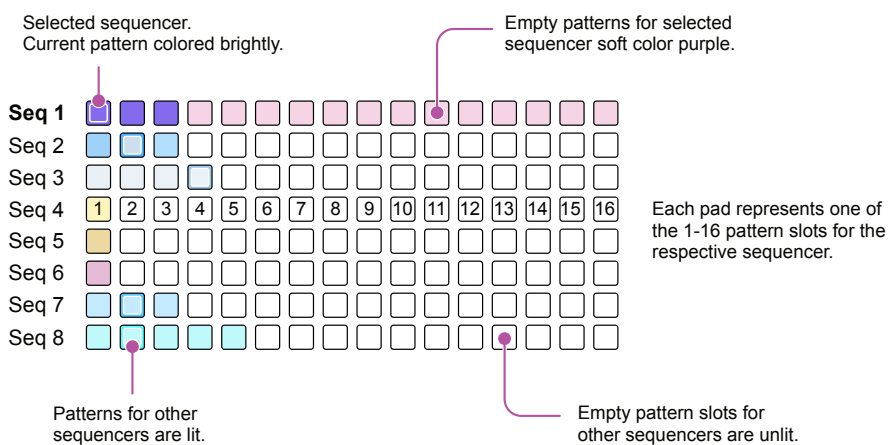 Selected sequencer.
Current pattern colored brightly.
Empty patterns for selected
sequencer soft color purple.
Seq 1
Seq 2
Seq 3
Seq 4 1 2 3 4 5 6 7 8 9 10 11 12 13 14 15 16
Seq 5
Seq 6
Seq 7
Seq 8
Each pad represents one of
the 1-16 pattern slots for the
respective sequencer.
Patterns for other
sequencers are lit.
Empty pattern slots for
other sequencers are unlit.